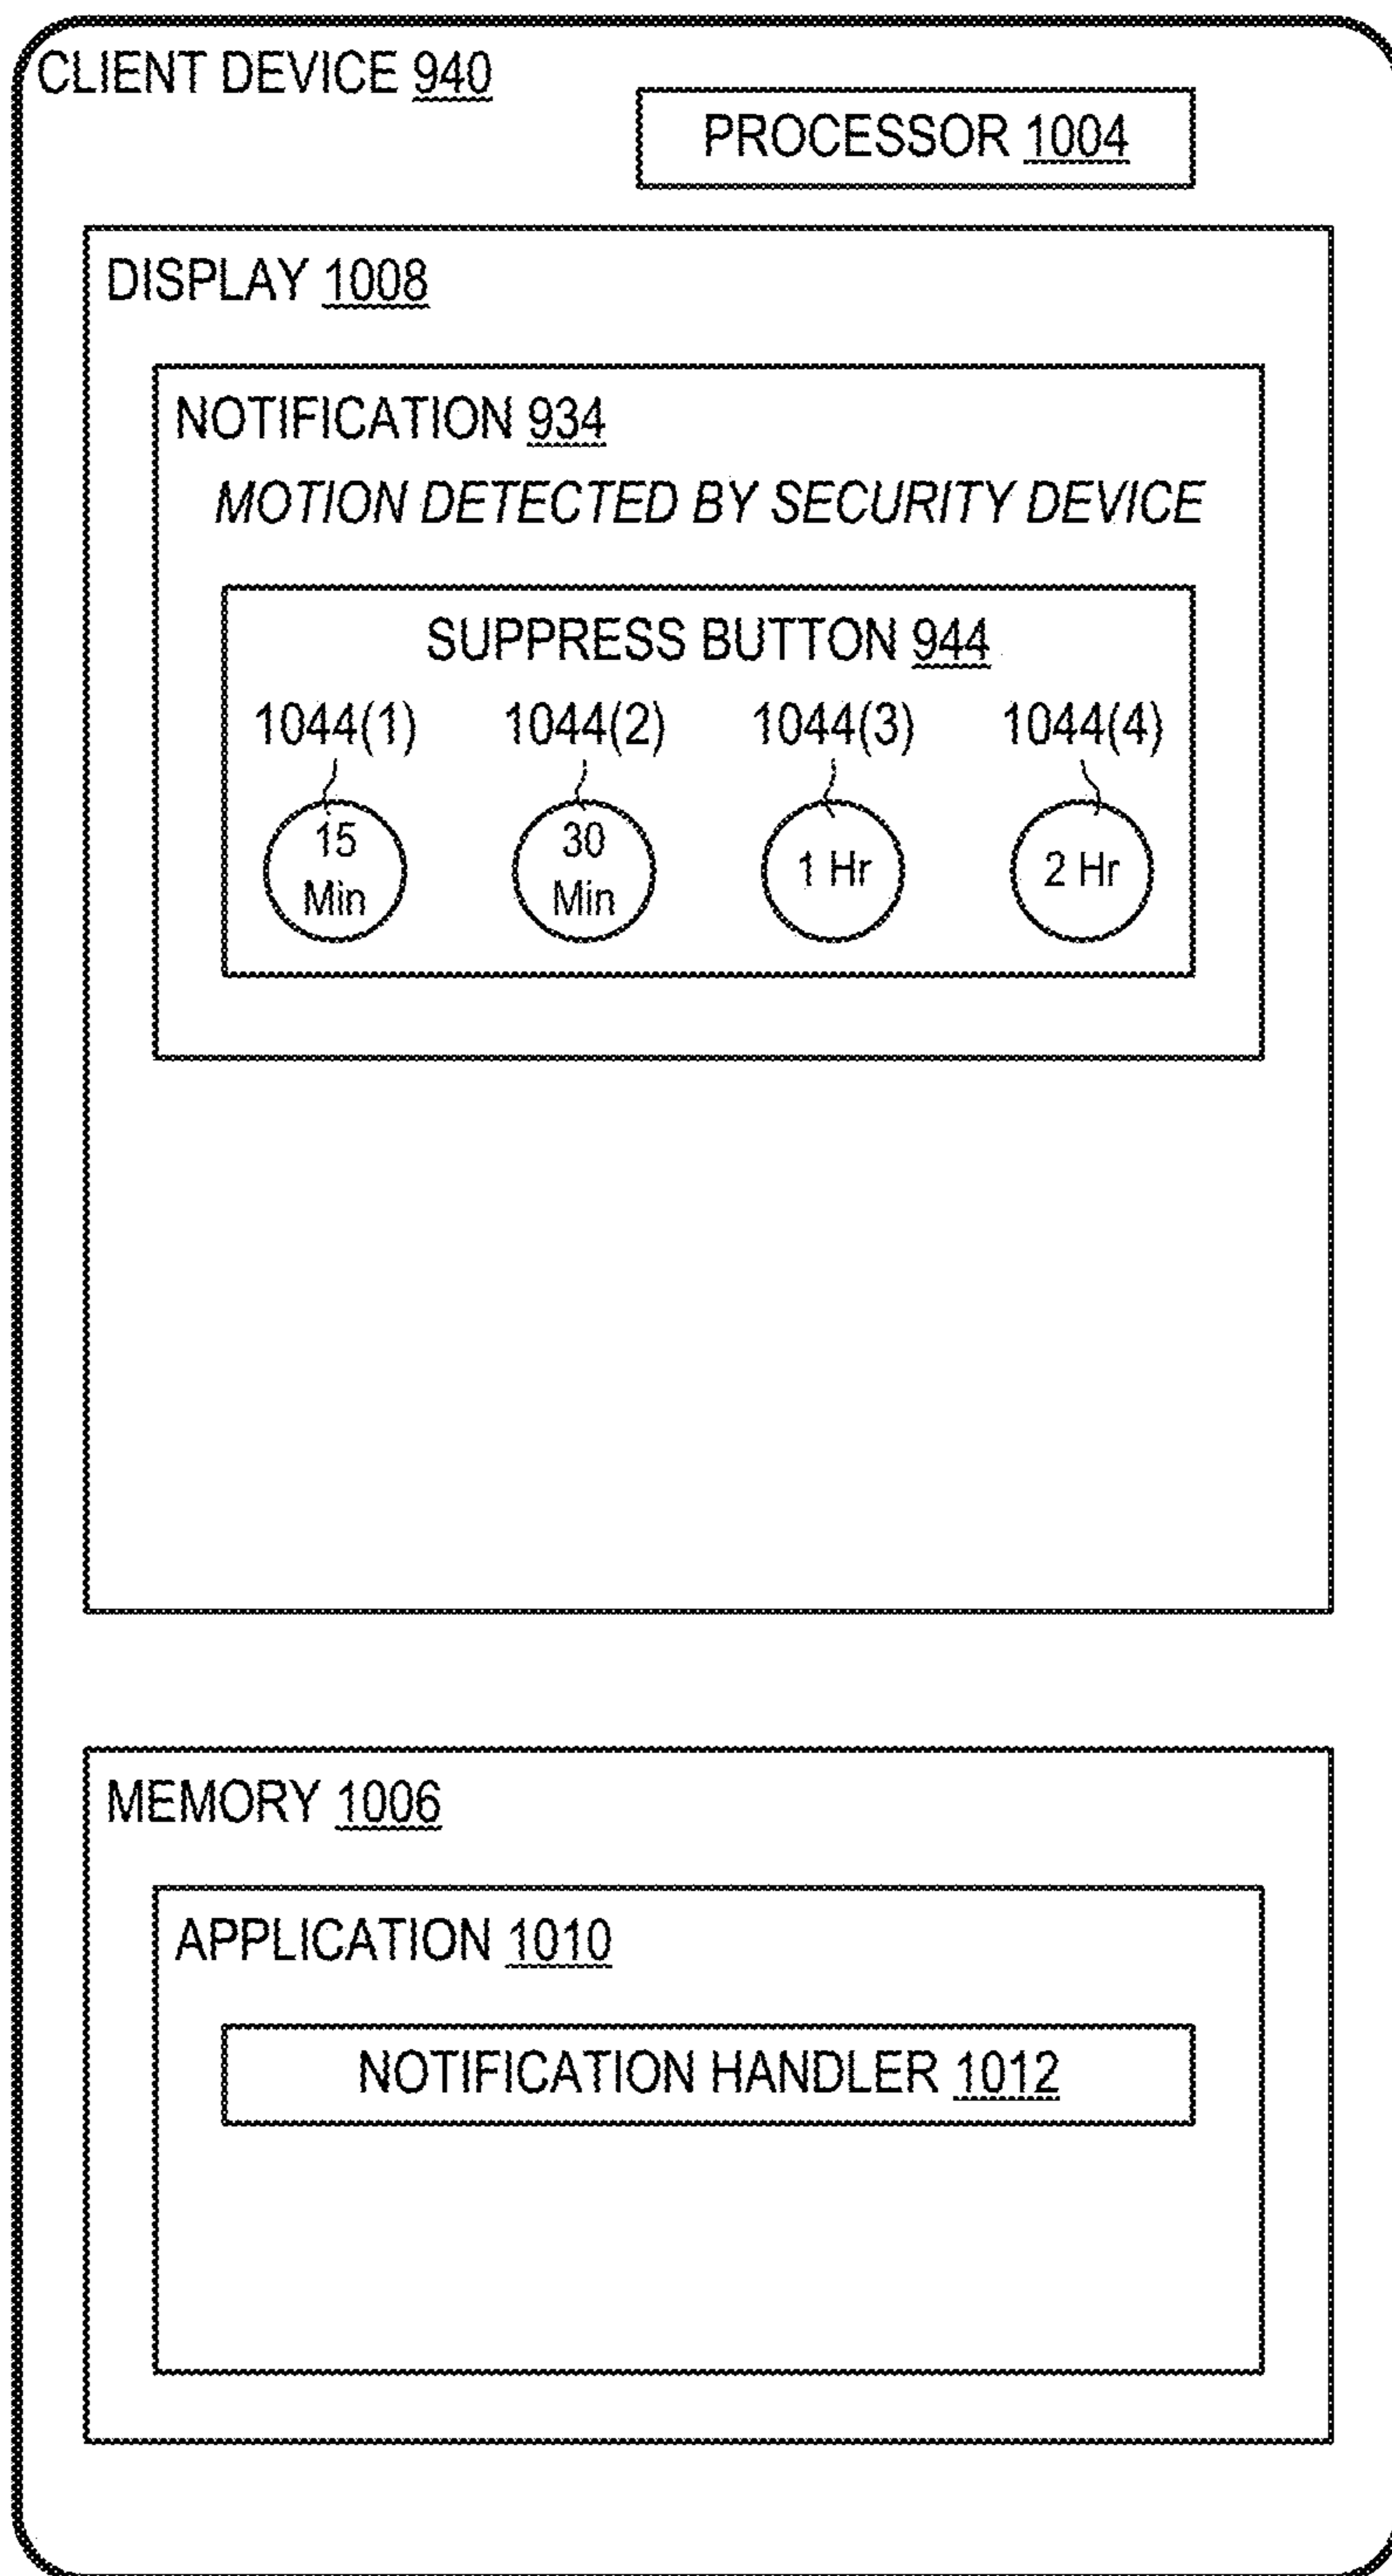 CLIENT DEVICE 940
PROCESSOR 1004
DISPLAY 1008
NOTIFICATION 934
MOTION DETECTED BY SECURITY DEVICE
SUPPRESS BUTTON 944
1044(1) 1044(2) 1044(3) 1044(4)
15 Min
30 Min
1 Hr
2 Hr
MEMORY 1006
APPLICATION 1010
NOTIFICATION HANDLER 1012